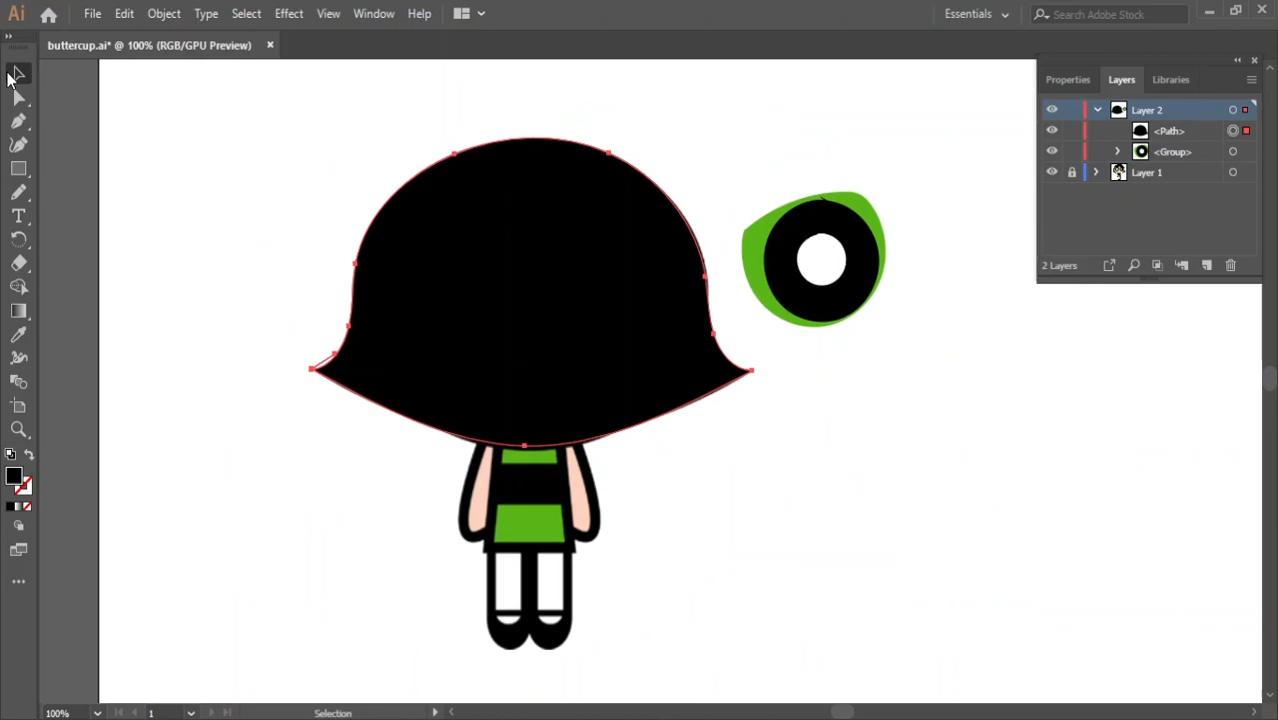 Ai File Edit Object Type Select Effect View Window Help Essentials Search Adobe Stock
buttercup.ai* @ 100% (RGB/GPU Preview) ×
Properties Layers Libraries
Layer 2
<Path>
<Group>
Layer 1
2 Layers
T
100% 1 Selection